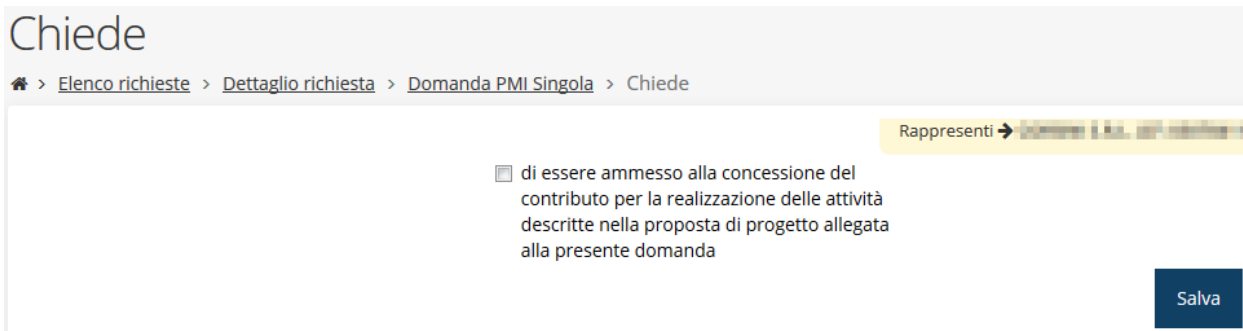 Chiede
> Elenco richieste > Dettaglio richiesta > Domanda PMI Singola > Chiede
Rappresenti
di essere ammesso alla concessione del
contributo per la realizzazione delle attività
descritte nella proposta di progetto allegata
alla presente domanda
Salva